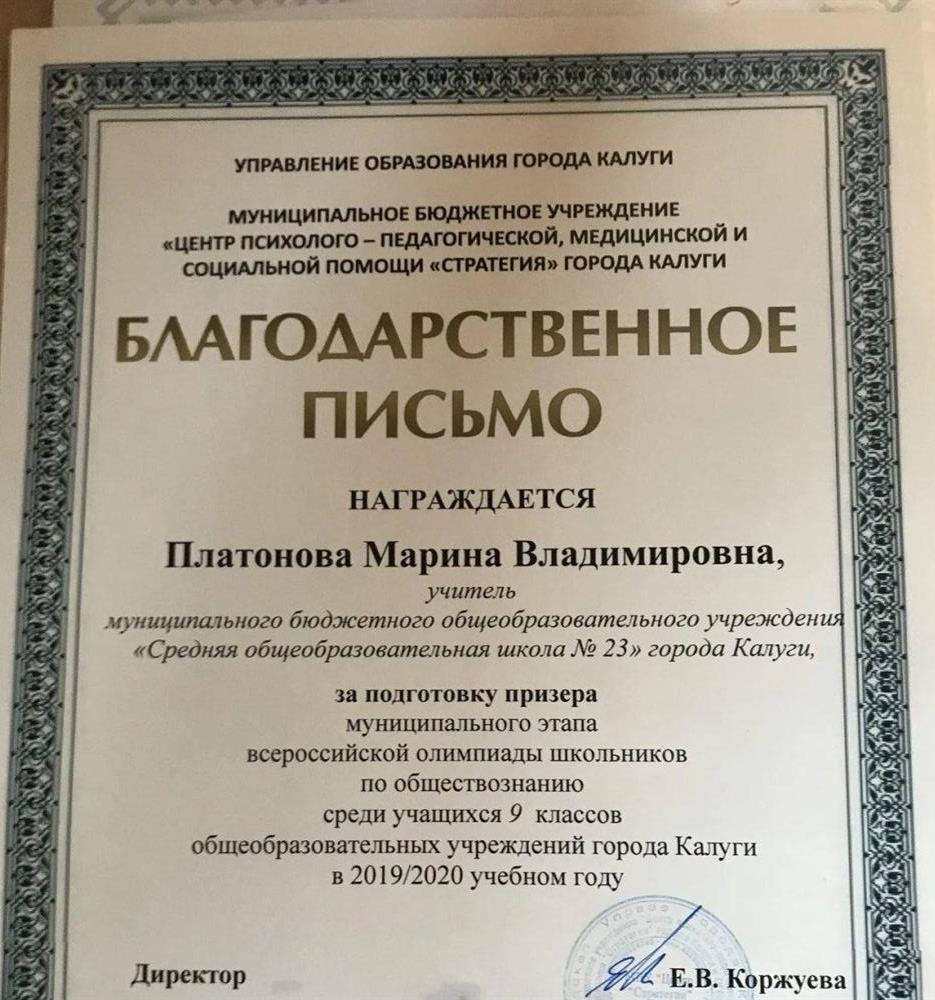 УПРАВЛЕНИЕ ОБРАЗОВАНИЯ ГОРОДА КАЛУГИ
МУНИЦИПАЛЬНОЕ БЮДЖЕТНОЕ УЧРЕЖДЕНИЕ
«ЦЕНТР ПСИХОЛОГО – ПЕДАГОГИЧЕСКОЙ, МЕДИЦИНСКОЙ И
СОЦИАЛЬНОЙ ПОМОЩИ «СТРАТЕГИЯ» ГОРОДА КАЛУГИ
БЛАГОДАРСТВЕННОЕ
ПИСЬМО
НАГРАЖДАЕТСЯ
Платонова Марина Владимировна,
учитель
муниципального бюджетного общеобразовательного учреждения
«Средняя общеобразовательная школа № 23» города Калуги,
за подготовку призера
муниципального этапа
всероссийской олимпиады школьников
по обществознанию
среди учащихся 9 классов
общеобразовательных учреждений города Калуги
в 2019/2020 учебном году
Директор Е.В. Коржуева